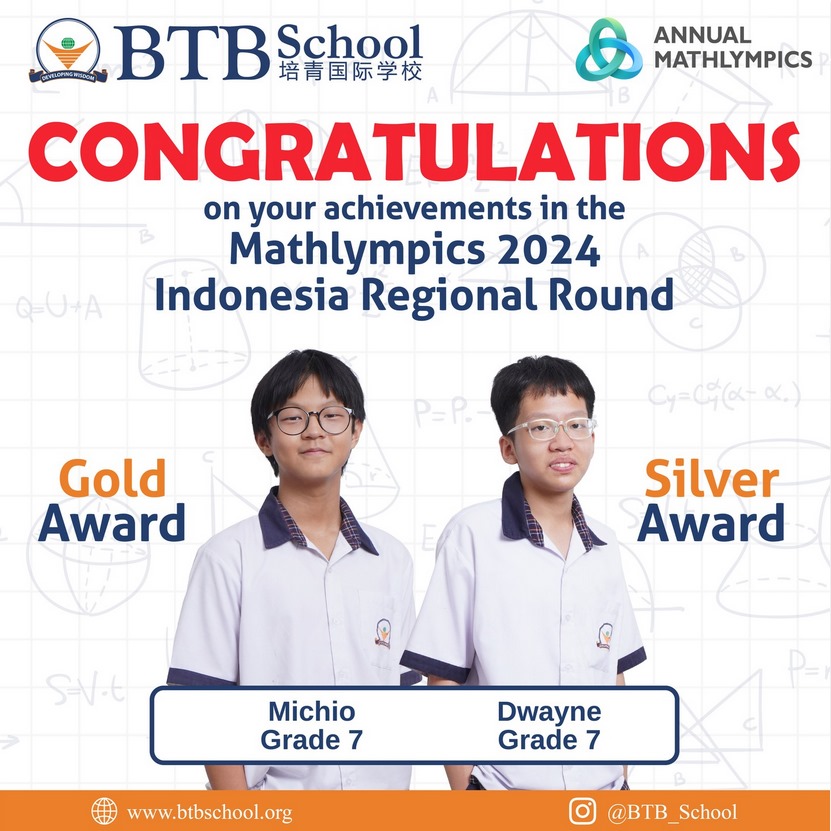 BTB School
培青国际学校
DEVELOPING WISDOM
ANNUAL
MATHLYMPICS
CONGRATULATIONS
on your achievements in the
Mathlympics 2024
Indonesia Regional Round
Gold
Award
Silver
Award
Michio
Grade 7
Dwayne
Grade 7
www.btbschool.org
@BTB_School
A
B
B
A
B
C
Q=U+A
P=P.-
C
S=V·t
P=
C
B